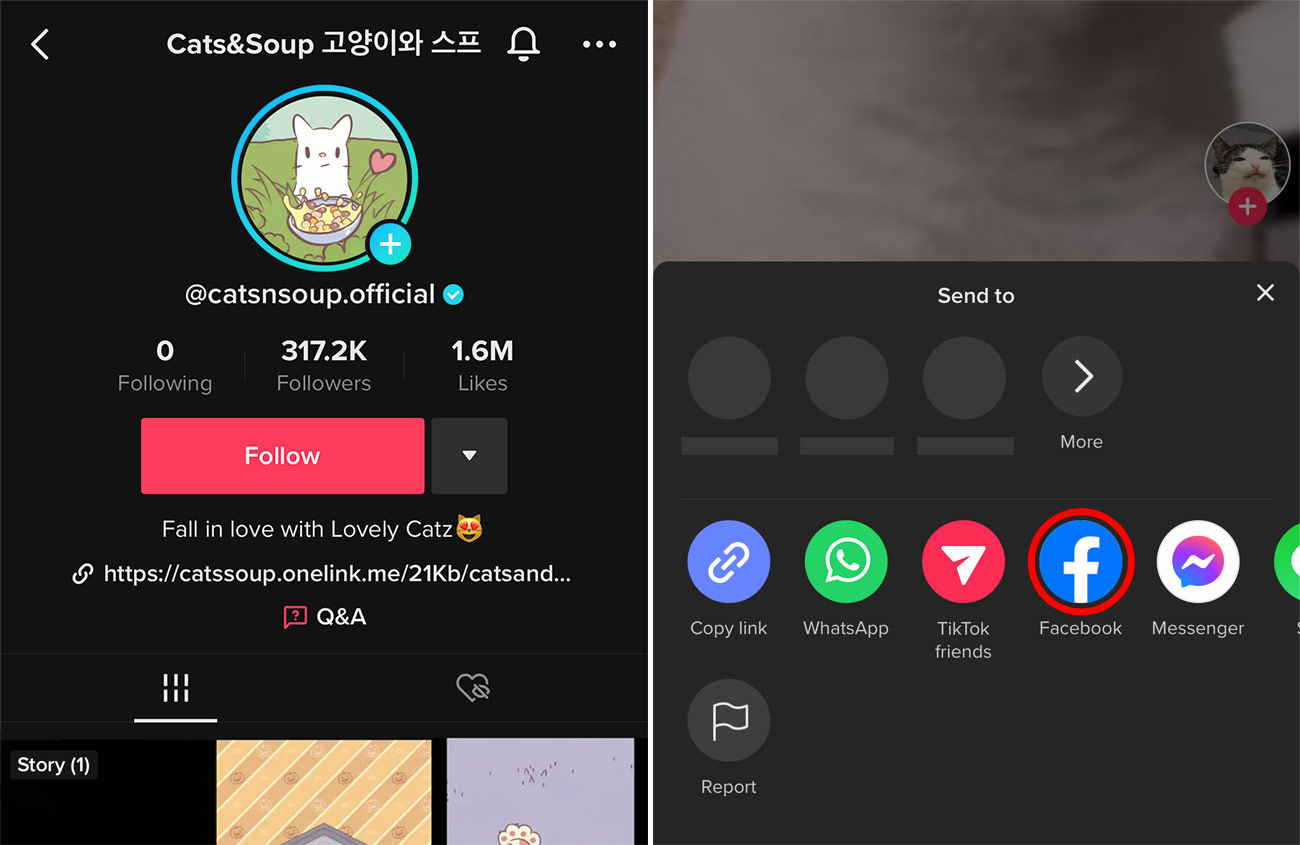 Cats&Soup 고양이와 스프
@catsnsoup.official
0
Following
317.2K
Followers
1.6M
Likes
Follow
Fall in love with Lovely Catz😻
https://catssoup.onelink.me/21Kb/catsand...
Q&A
Story (1)
Send to
More
Copy link
WhatsApp
TikTok
friends
Facebook
Messenger
S
Report